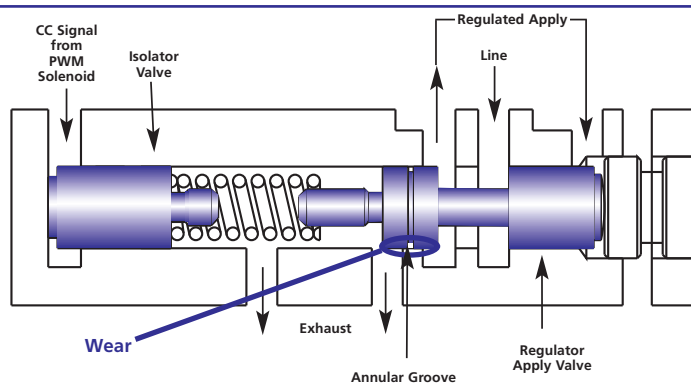 CC Signal
from
PWM
Solenoid
Isolator
Valve
Regulated Apply
Line
Wear
Exhaust
Annular Groove
Regulator
Apply Valve